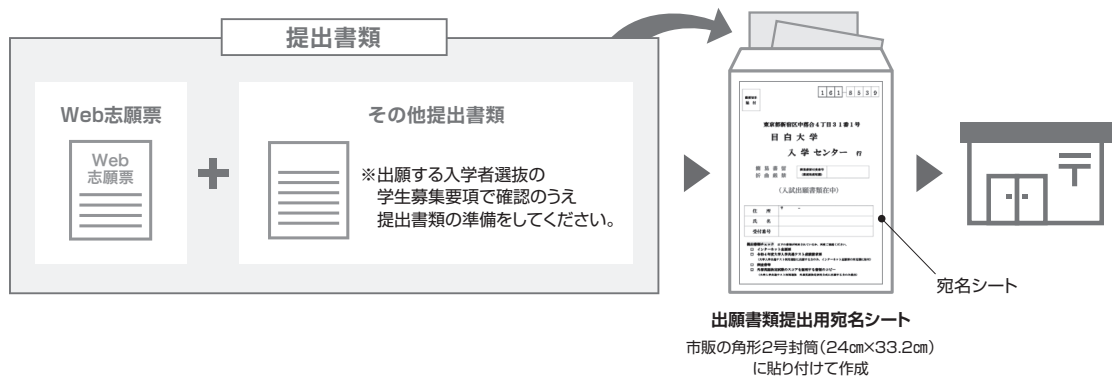 提出書類
Web志願票
Web
志願票
その他提出書類
※出願する入学者選抜の
学生募集要項で確認のうえ
提出書類の準備をしてください。
161-8539
東京都新宿区中落合4丁目31番1号
目白大学
入学センター 行
簡易書留
(入試出願書類在中)
住所 〒 -
氏名
受付番号
宛名シート
出願書類提出用宛名シート
市販の角形2号封筒(24㎝×33.2㎝)
に貼り付けて作成